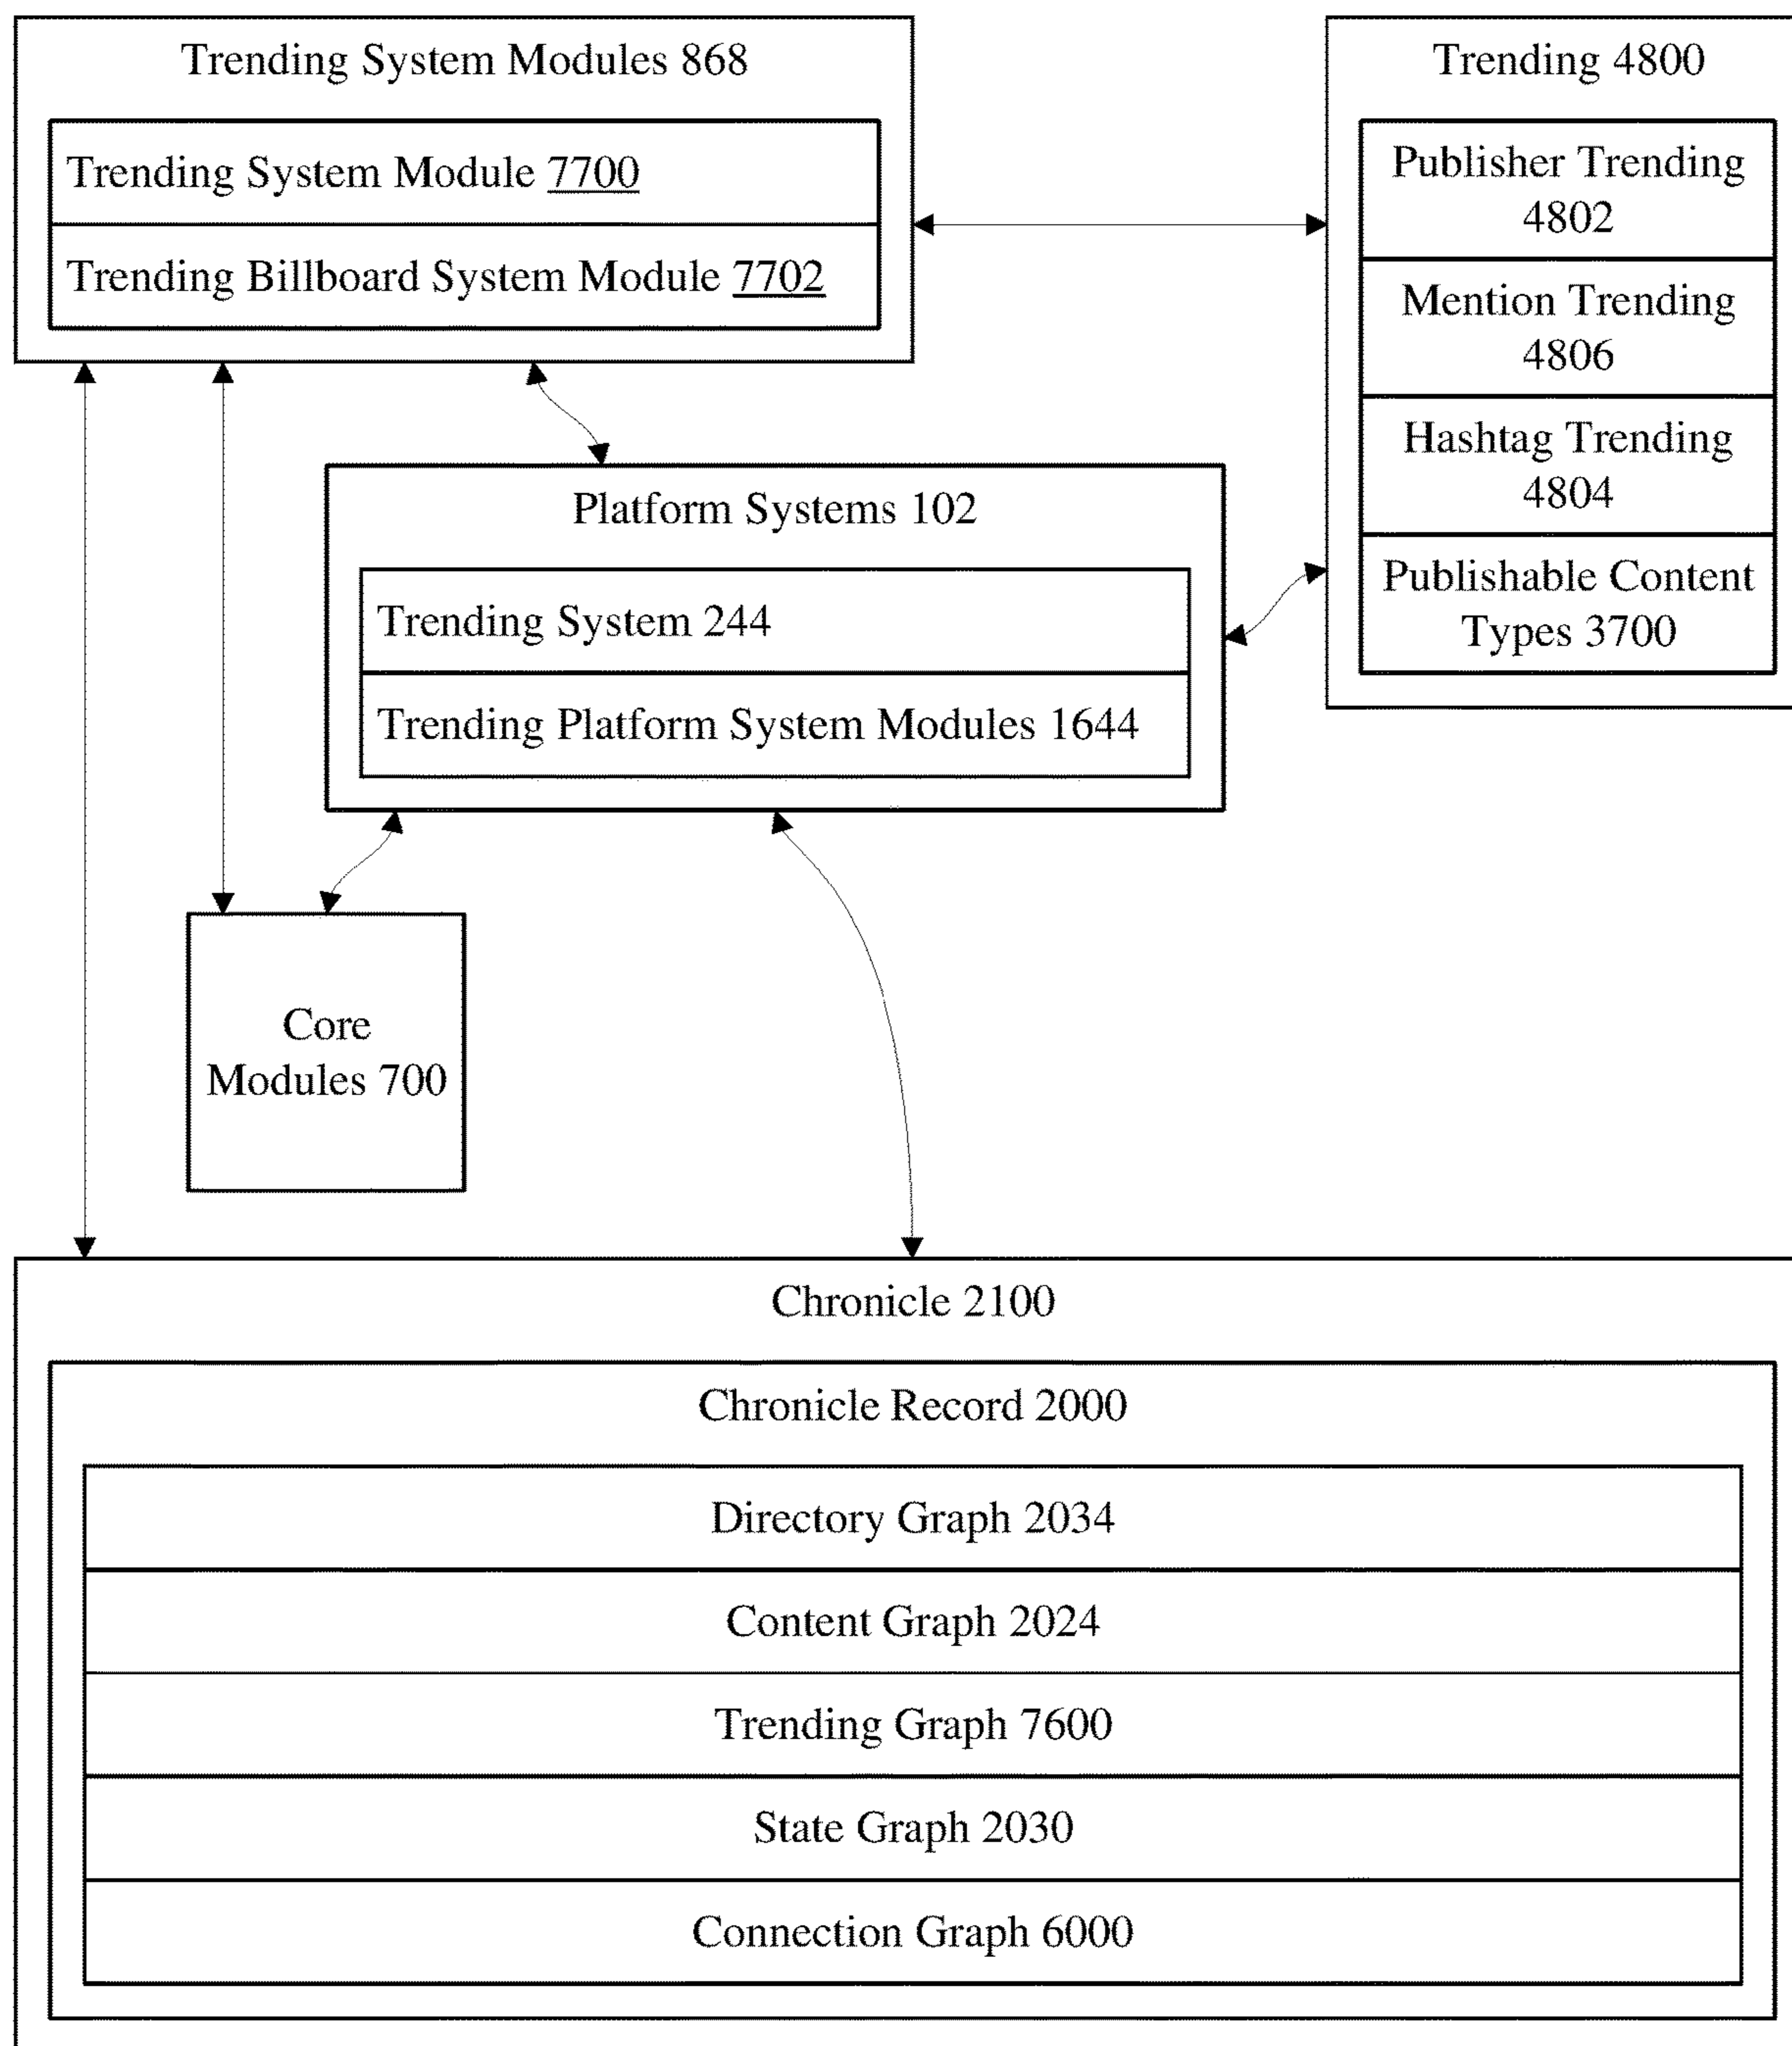 Trending System Modules 868
Trending System Module 7700
Trending Billboard System Module 7702
Trending 4800
Publisher Trending
4802
Mention Trending
4806
Hashtag Trending
4804
Publishable Content
Types 3700
Platform Systems 102
Trending System 244
Trending Platform System Modules 1644
Core
Modules 700
Chronicle 2100
Chronicle Record 2000
Directory Graph 2034
Content Graph 2024
Trending Graph 7600
State Graph 2030
Connection Graph 6000